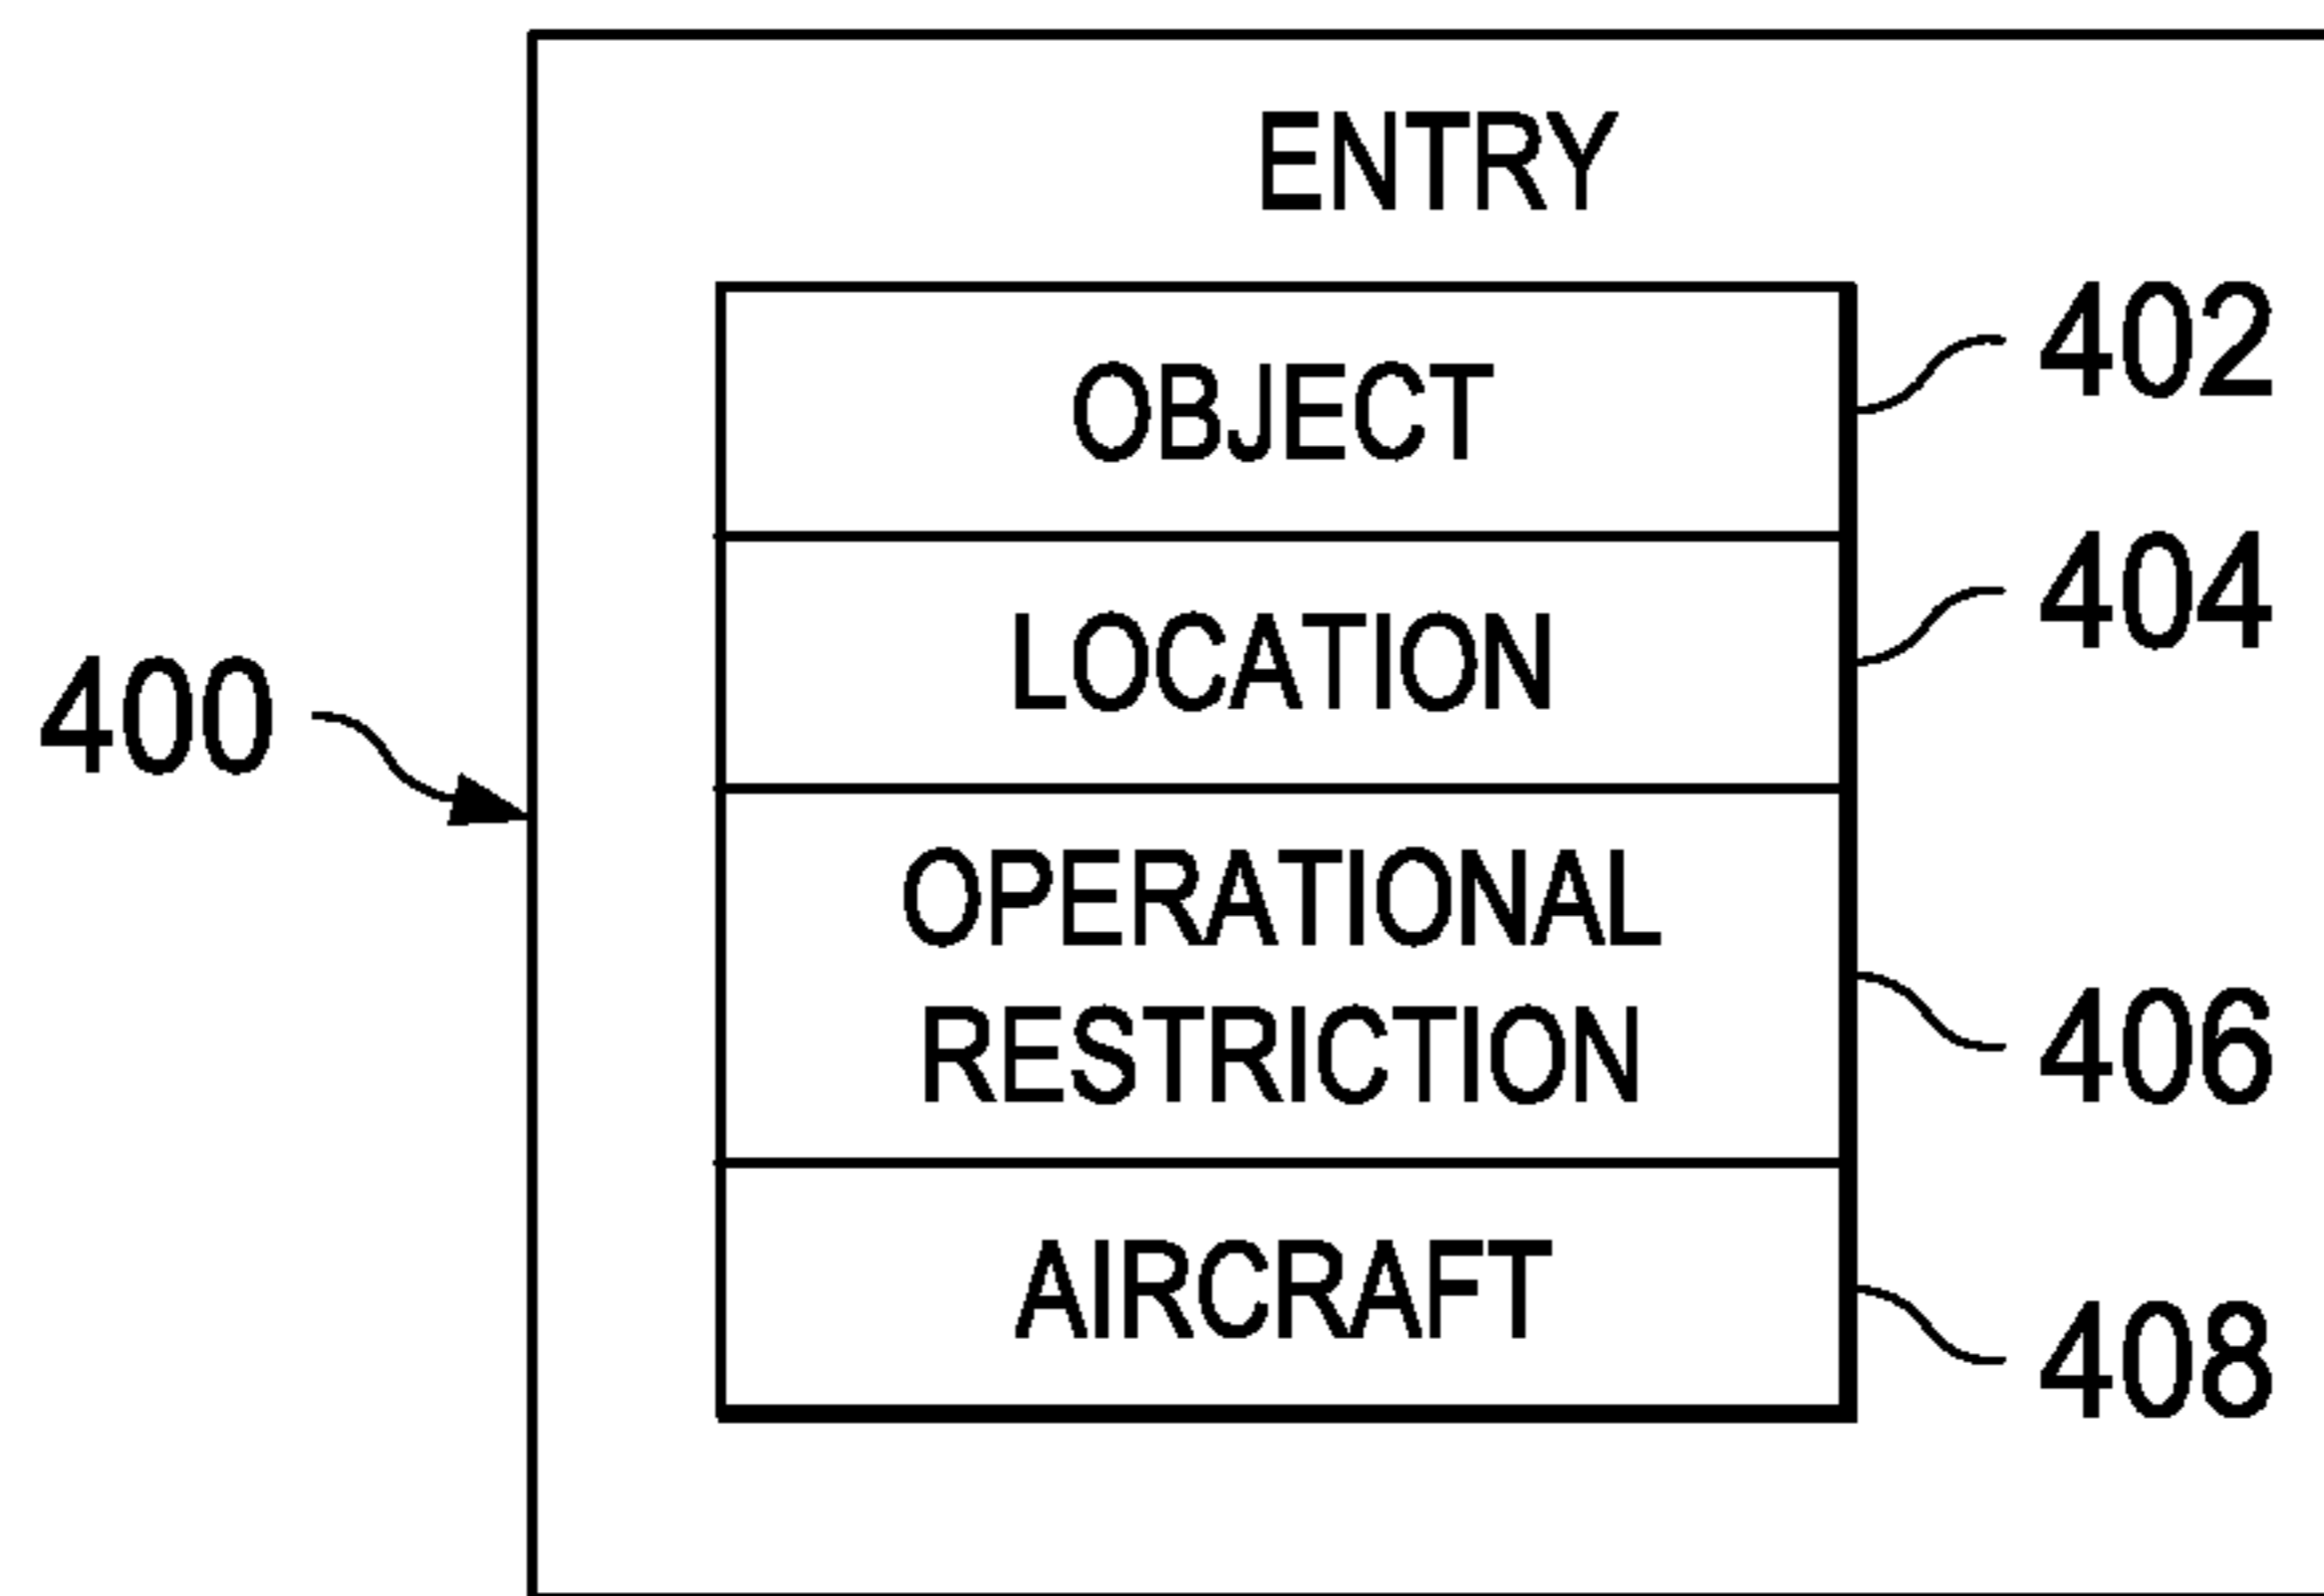 ENTRY
OBJECT
402
LOCATION
404
400
OPERATIONAL
RESTRICTION
406
AIRCRAFT
408